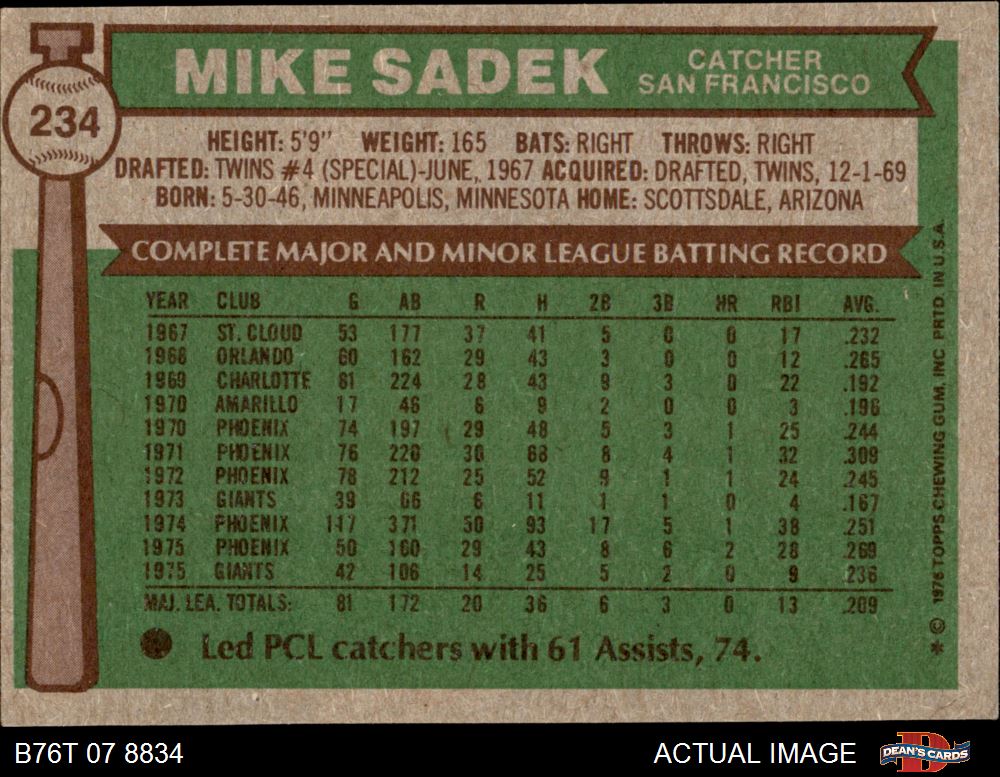 234
MIKE SADEK
CATCHER
SAN FRANCISCO
HEIGHT: 5'9" WEIGHT: 165 BATS: RIGHT THROWS: RIGHT
DRAFTED: TWINS #4 (SPECIAL)-JUNE, 1967 ACQUIRED: DRAFTED, TWINS, 12-1-69
BORN: 5-30-46, MINNEAPOLIS, MINNESOTA HOME: SCOTTSDALE, ARIZONA
COMPLETE MAJOR AND MINOR LEAGUE BATTING RECORD
YEAR CLUB G AB R H 2B 3B HR RBI AVG.
1967 ST. CLOUD 53 177 37 41 5 0 0 17 .232
1968 ORLANDO 60 162 29 43 3 0 0 12 .265
1969 CHARLOTTE 81 224 28 43 9 3 0 22 .192
1970 AMARILLO 17 46 6 9 2 0 0 3 .196
1970 PHOENIX 74 197 29 48 5 3 1 25 .244
1971 PHOENIX 76 220 30 68 8 4 1 32 .309
1972 PHOENIX 78 212 25 52 9 1 1 24 .245
1973 GIANTS 39 66 6 11 1 1 0 4 .167
1974 PHOENIX 117 371 50 93 17 5 1 38 .251
1975 PHOENIX 50 160 29 43 8 6 2 28 .269
1975 GIANTS 42 106 14 25 5 2 0 9 .236
MAJ. LEA. TOTALS: 81 172 20 36 6 3 0 13 .209
Led PCL catchers with 61 Assists, 74.
* © 1976 TOPPS CHEWING GUM, INC PRTD. IN U.S.A.
B76T 07 8834
ACTUAL IMAGE
D
DEAN'S CARDS